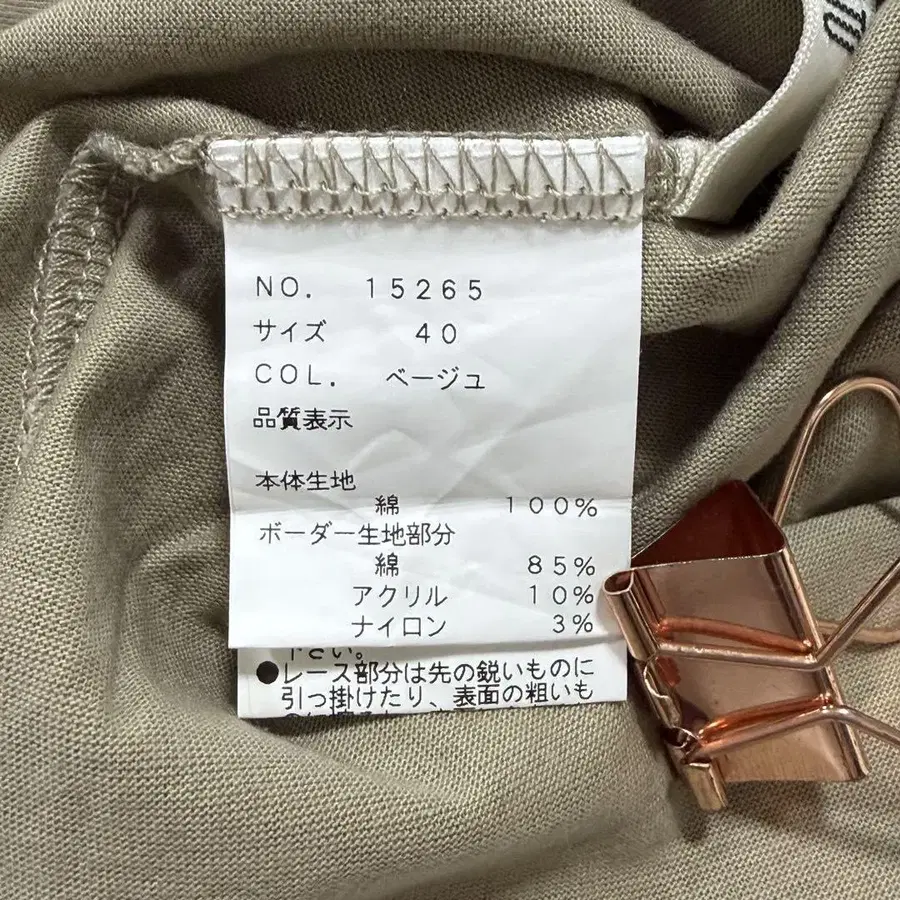 NO. 15265
サイズ 40
COL. ベージュ
品質表示
本体生地
綿 100%
ボーダー生地部分
綿 85%
アクリル 10%
ナイロン 3%
下さい。
●レース部分は先の鋭いものに
引っ掛けたり、表面の粗いも